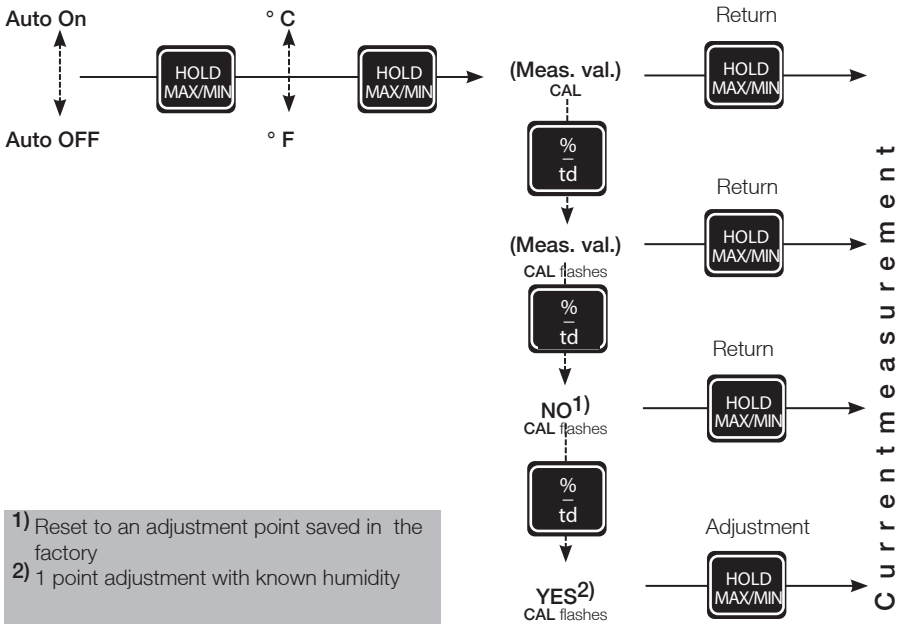 Auto On
Auto OFF
HOLD
MAX/MIN
° C
° F
HOLD
MAX/MIN
(Meas. val.)
CAL
Return
HOLD
MAX/MIN
%
td
(Meas. val.)
CAL flashes
Return
HOLD
MAX/MIN
%
td
NO1)
CAL flashes
Return
HOLD
MAX/MIN
%
td
YES2)
CAL flashes
Adjustment
HOLD
MAX/MIN
Currentmeasurement
1) Reset to an adjustment point saved in the
factory
2) 1 point adjustment with known humidity